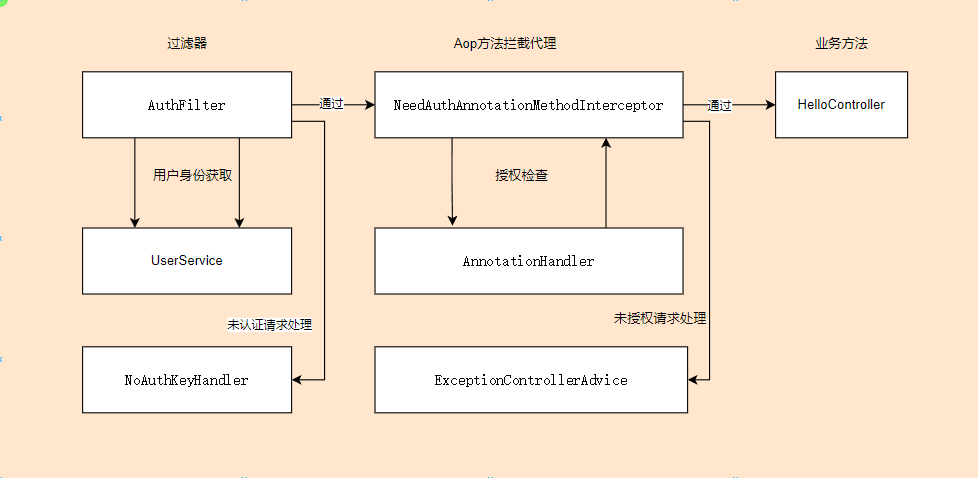 过滤器
Aop方法拦截代理
业务方法
AuthFilter
通过
NeedAuthAnnotationMethodInterceptor
通过
HelloController
用户身份获取
授权检查
UserService
AnnotationHandler
未认证请求处理
未授权请求处理
NoAuthKeyHandler
ExceptionControllerAdvice